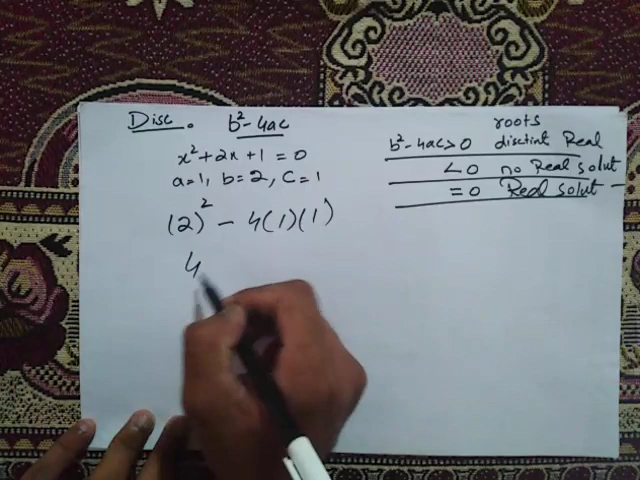 Disc. b²-4ac
x²+2x+1=0
a=1, b=2, C=1
(2)² - 4(1)(1)
4
roots
b²-4ac>0 disctint Real
<0 no Real solut
=0 Real solut